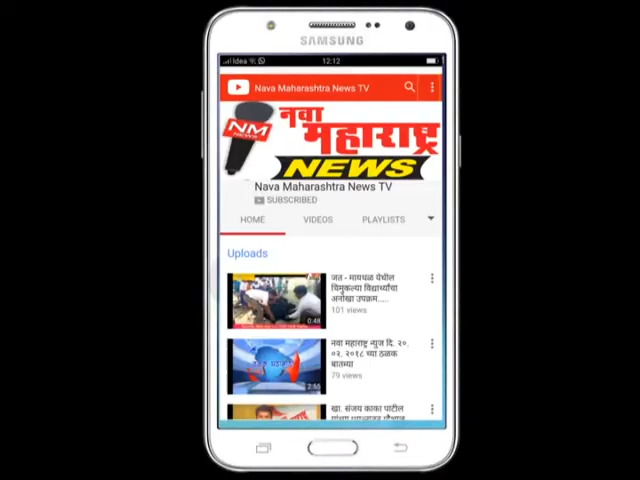 SAMSUNG
Idea 12:12
Nava Maharashtra News TV
नवा
महाराष्ट्र
NM
NEWS
NEWS
Nava Maharashtra News TV
SUBSCRIBED
HOME VIDEOS PLAYLISTS
Uploads
जत - मायथळ येथील
चिमुकल्या विद्यार्थ्यांचा
अनोखा उपक्रम.....
101 views
0:48
नवा महाराष्ट्र न्युज दि. २०.
०२. २०१८ च्या ठळक
बातम्या
79 views
2:55
खा. संजय काका पाटील